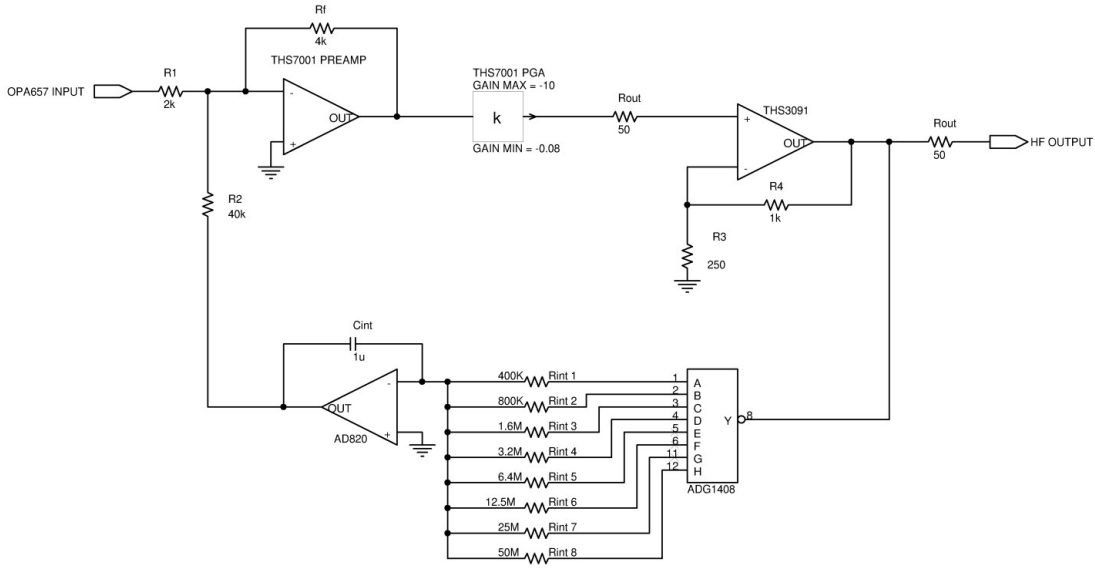 Rf
4k
THS7001 PREAMP
R1
OPA657 INPUT
2k
-
OUT
+
THS7001 PGA
GAIN MAX = -10
k
GAIN MIN = -0.08
Rout
50
THS3091
+
OUT
-
Rout
50
HF OUTPUT
R4
1k
R3
250
R2
40k
Cint
1u
-
OUT
+
AD820
400K Rint 1
800K Rint 2
1.6M Rint 3
3.2M Rint 4
6.4M Rint 5
12.5M Rint 6
25M Rint 7
50M Rint 8
1 A
2 B
3 C
4 D
5 E
6 F
11 G
12 H
Y 8
ADG1408